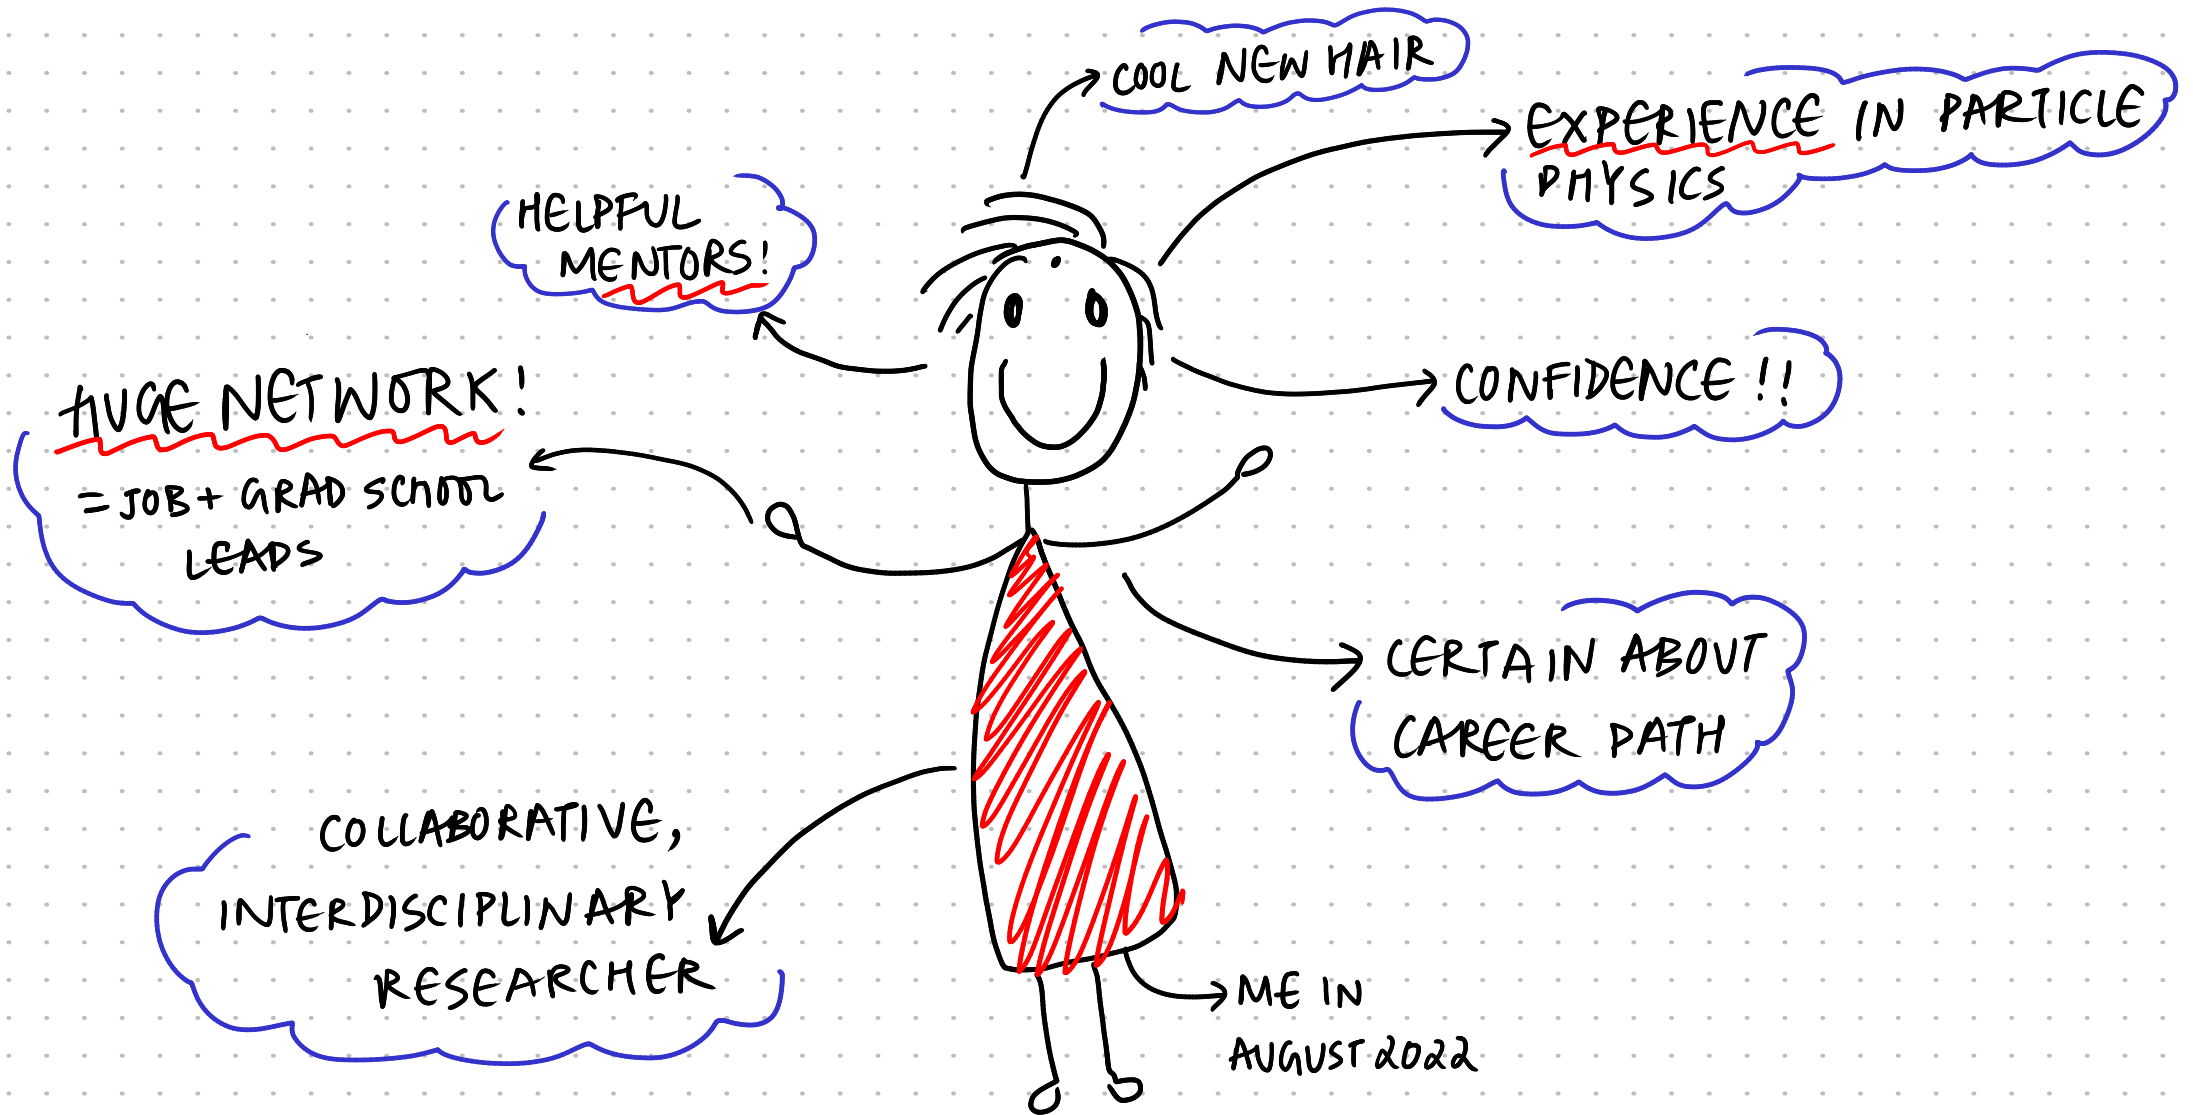 COOL NEW HAIR
EXPERIENCE IN PARTICLE
PHYSICS
HELPFUL
MENTORS!
CONFIDENCE!!
HUGE NETWORK!
= JOB + GRAD SCHOOL
LEADS
CERTAIN ABOUT
CAREER PATH
COLLABORATIVE,
INTERDISCIPLINARY
RESEARCHER
ME IN
AUGUST 2022